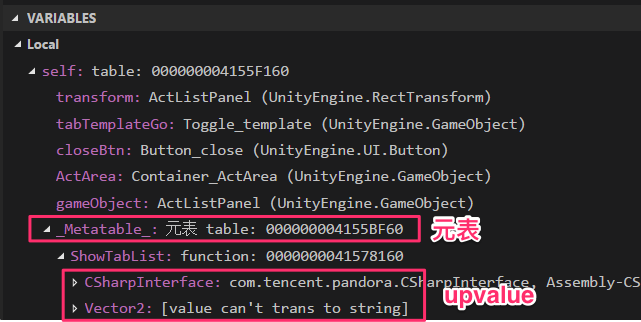 VARIABLES
Local
self: table: 000000004155F160
transform: ActListPanel (UnityEngine.RectTransform)
tabTemplateGo: Toggle_template (UnityEngine.GameObject)
closeBtn: Button_close (UnityEngine.UI.Button)
ActArea: Container_ActArea (UnityEngine.GameObject)
gameObject: ActListPanel (UnityEngine.GameObject)
_Metatable_: 元表 table: 000000004155BF60 元表
ShowTabList: function: 0000000041578160
CSharpInterface: com.tencent.pandora.CSharpInterface, Assembly-CS
Vector2: [value can't trans to string]
upvalue